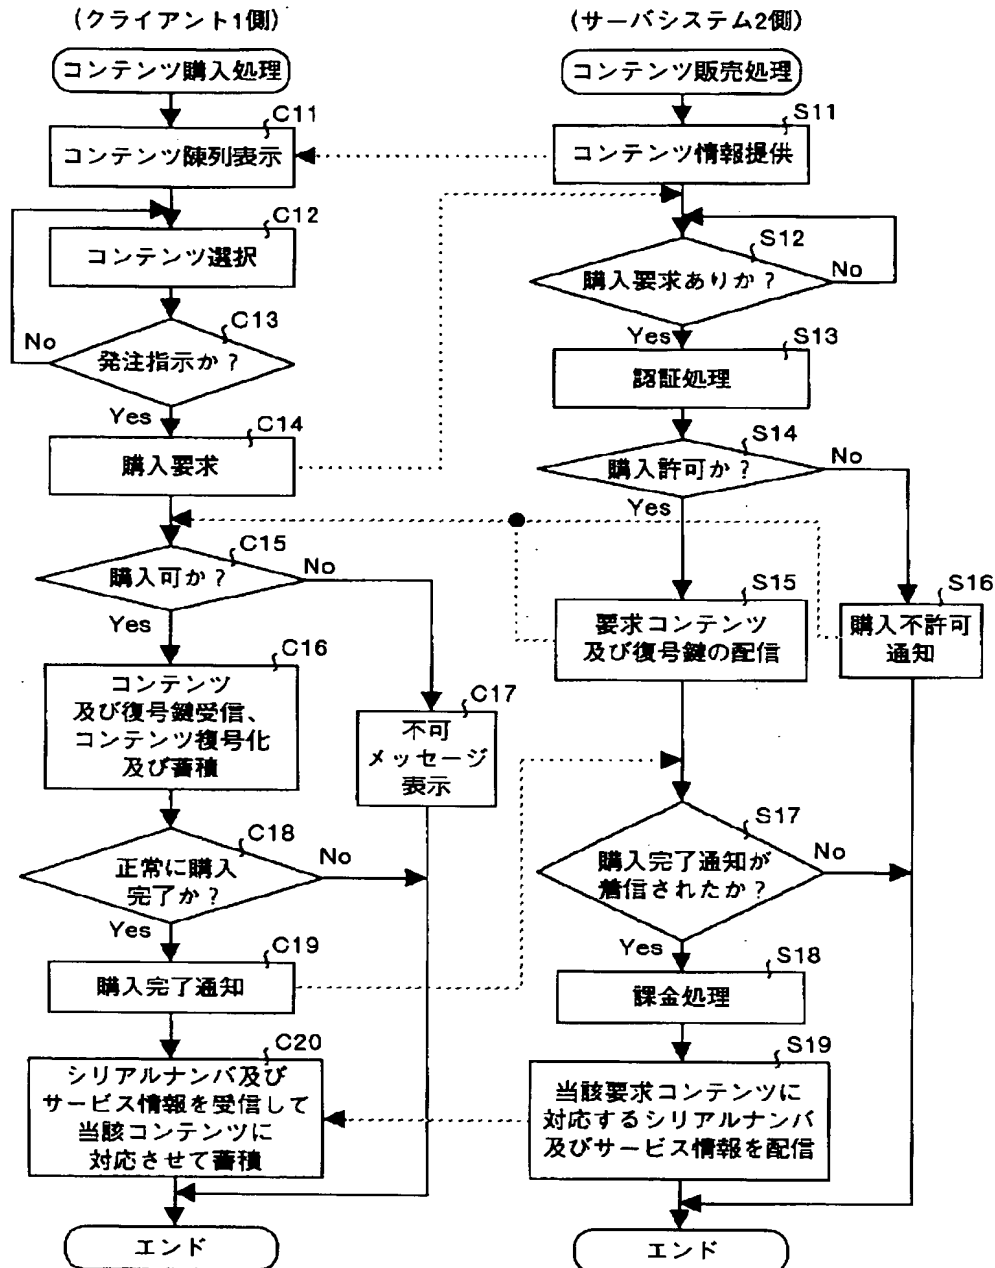 (クライアント1側)
コンテンツ購入処理
C11
コンテンツ陳列表示
C12
コンテンツ選択
C13
発注指示か?
No
Yes
C14
購入要求
C15
購入可か?
No
Yes
C16
コンテンツ
及び復号鍵受信、
コンテンツ復号化
及び蓄積
C17
不可
メッセージ
表示
C18
正常に購入
完了か?
No
Yes
C19
購入完了通知
C20
シリアルナンバ及び
サービス情報を受信して
当該コンテンツに
対応させて蓄積
エンド
(サーバシステム2側)
コンテンツ販売処理
S11
コンテンツ情報提供
S12
購入要求ありか?
No
Yes
S13
認証処理
S14
購入許可か?
No
Yes
S15
要求コンテンツ
及び復号鍵の配信
S16
購入不許可
通知
S17
購入完了通知が
着信されたか?
No
Yes
S18
課金処理
S19
当該要求コンテンツに
対応するシリアルナンバ
及びサービス情報を配信
エンド